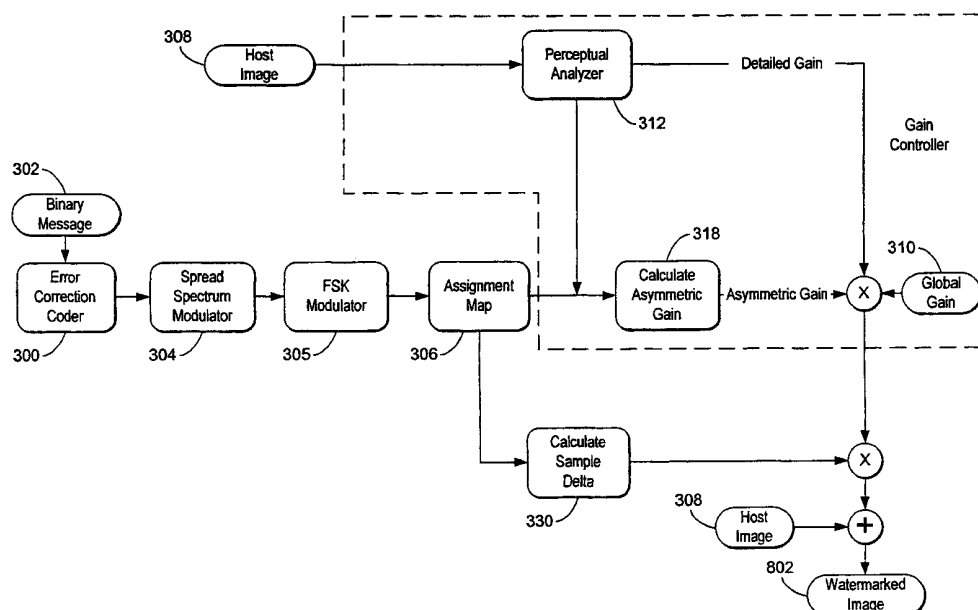 308
Host
Image
Perceptual
Analyzer
312
Detailed Gain
Gain
Controller
302
Binary
Message
Error
Correction
Coder
300
Spread
Spectrum
Modulator
304
FSK
Modulator
305
Assignment
Map
306
318
Calculate
Asymmetric
Gain
Asymmetric Gain
X
310
Global
Gain
Calculate
Sample
Delta
330
X
308
Host
Image
+
802
Watermarked
Image